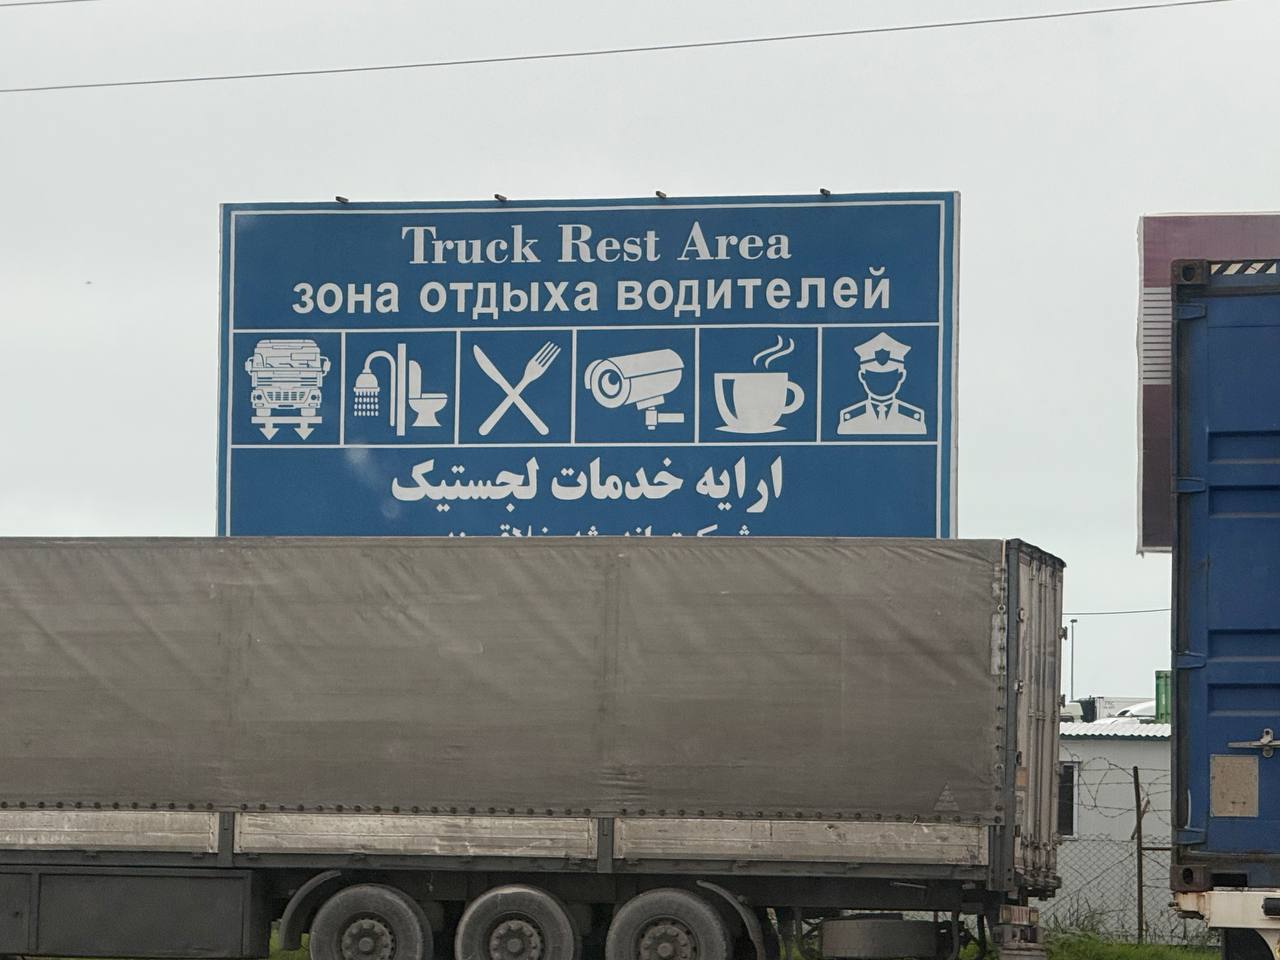 Truck Rest Area
зона отдыха водителей
ارایه خدمات لجستیک